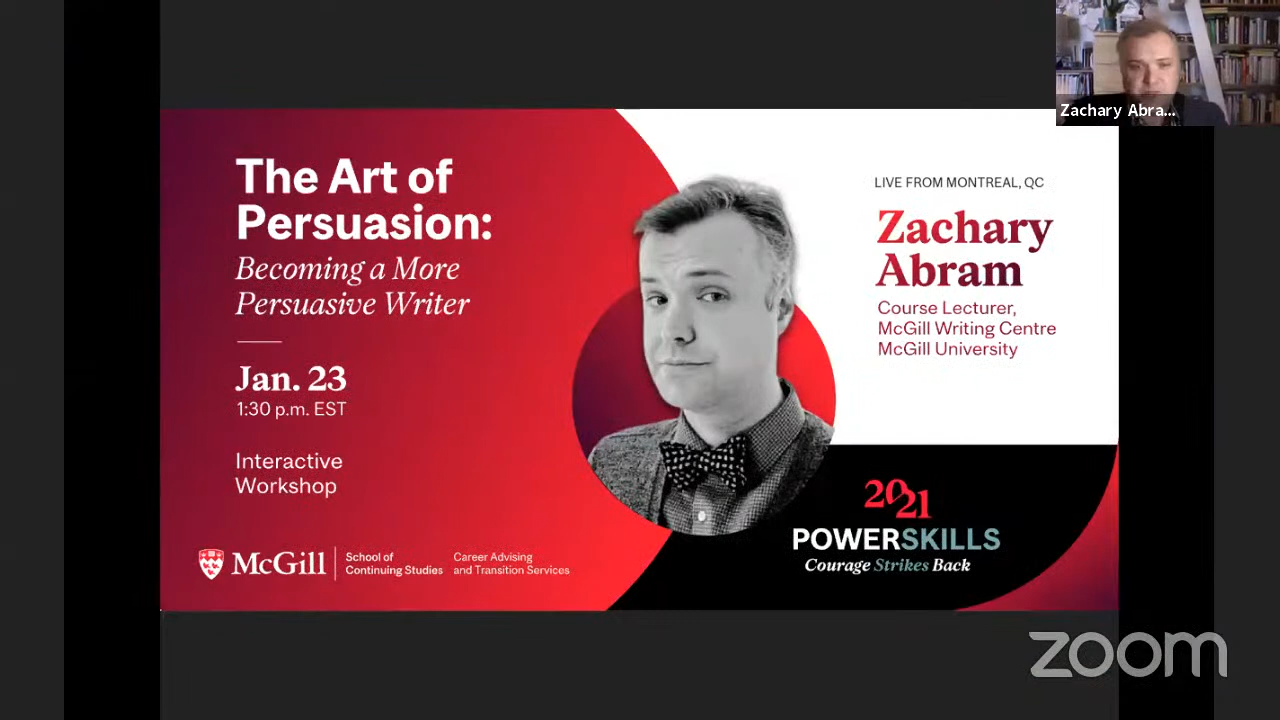 Zachary Abra...
The Art of
Persuasion:
Becoming a More
Persuasive Writer
Jan. 23
1:30 p.m. EST
Interactive
Workshop
McGill
School of
Continuing Studies
Career Advising
and Transition Services
LIVE FROM MONTREAL, QC
Zachary
Abram
Course Lecturer,
McGill Writing Centre
McGill University
2021
POWERSKILLS
Courage Strikes Back
zoom